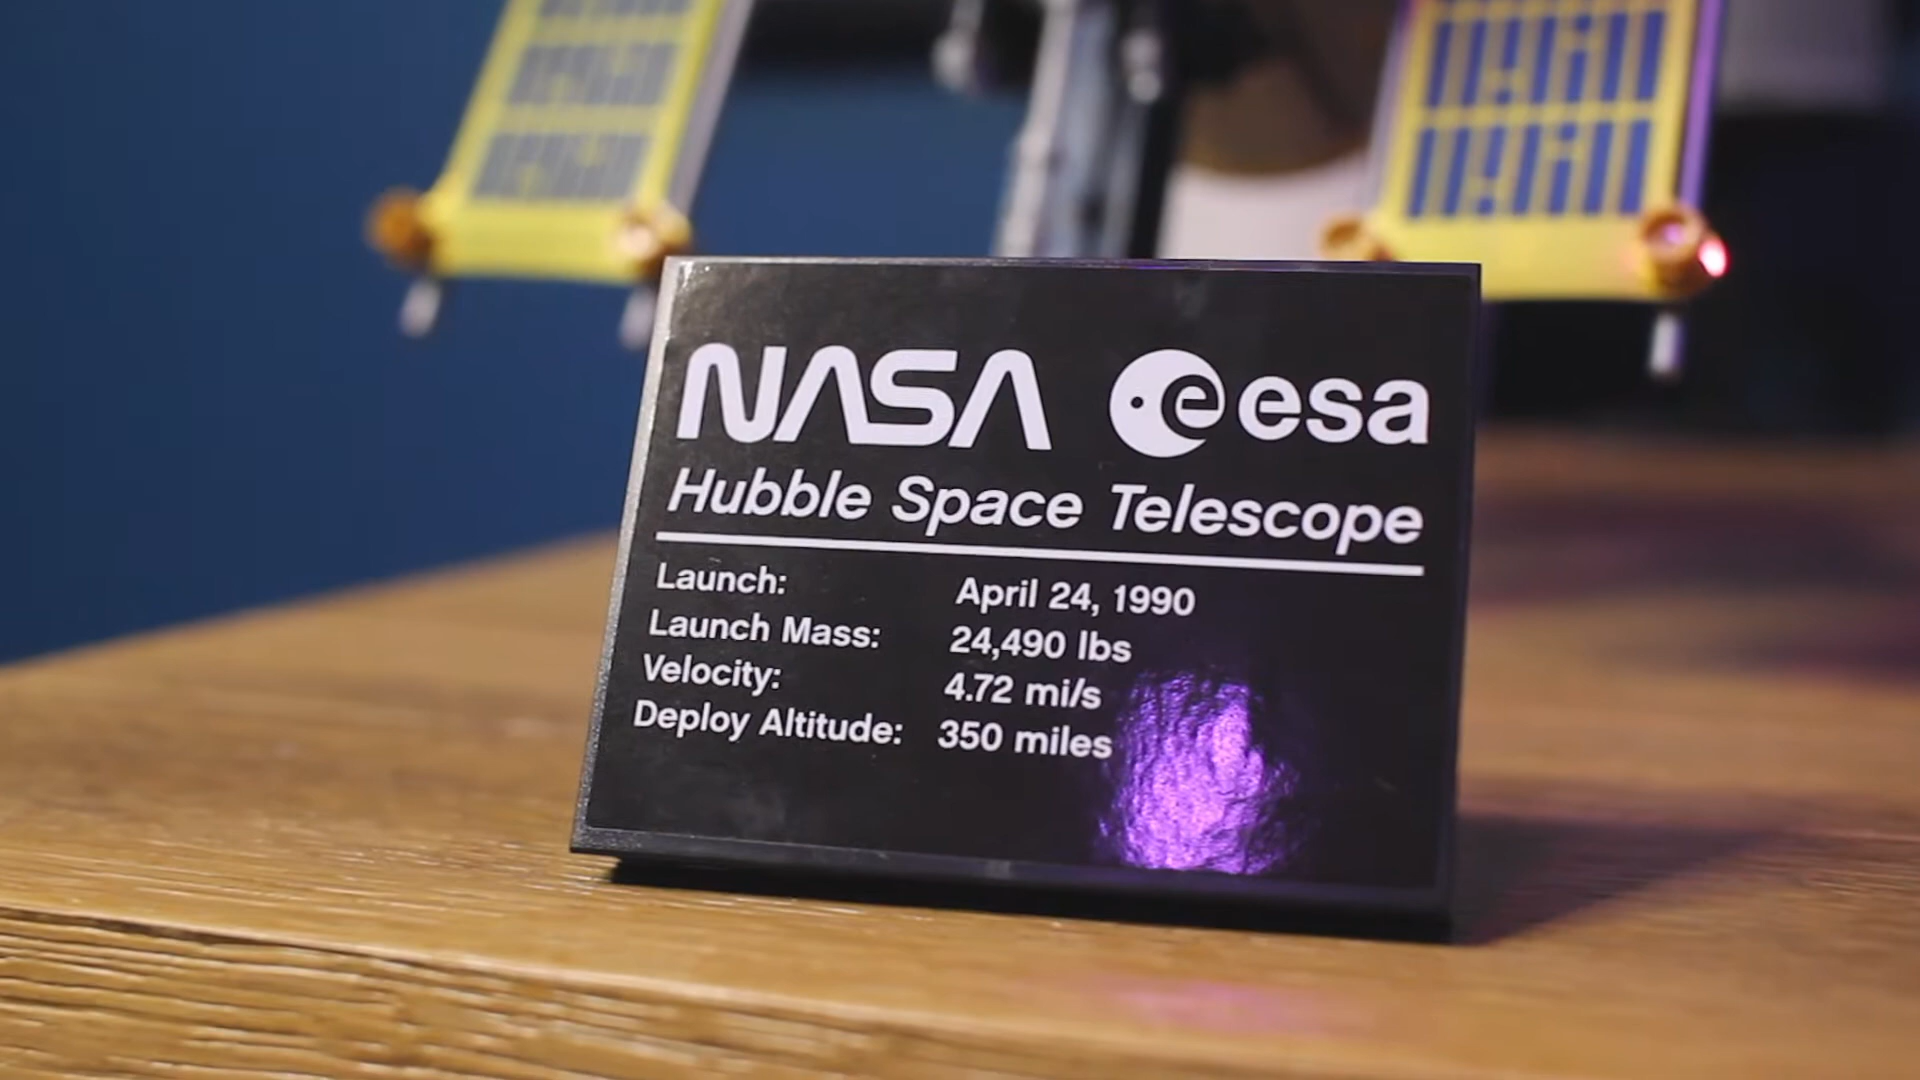 NASA esa
Hubble Space Telescope
Launch: April 24, 1990
Launch Mass: 24,490 lbs
Velocity: 4.72 mi/s
Deploy Altitude: 350 miles